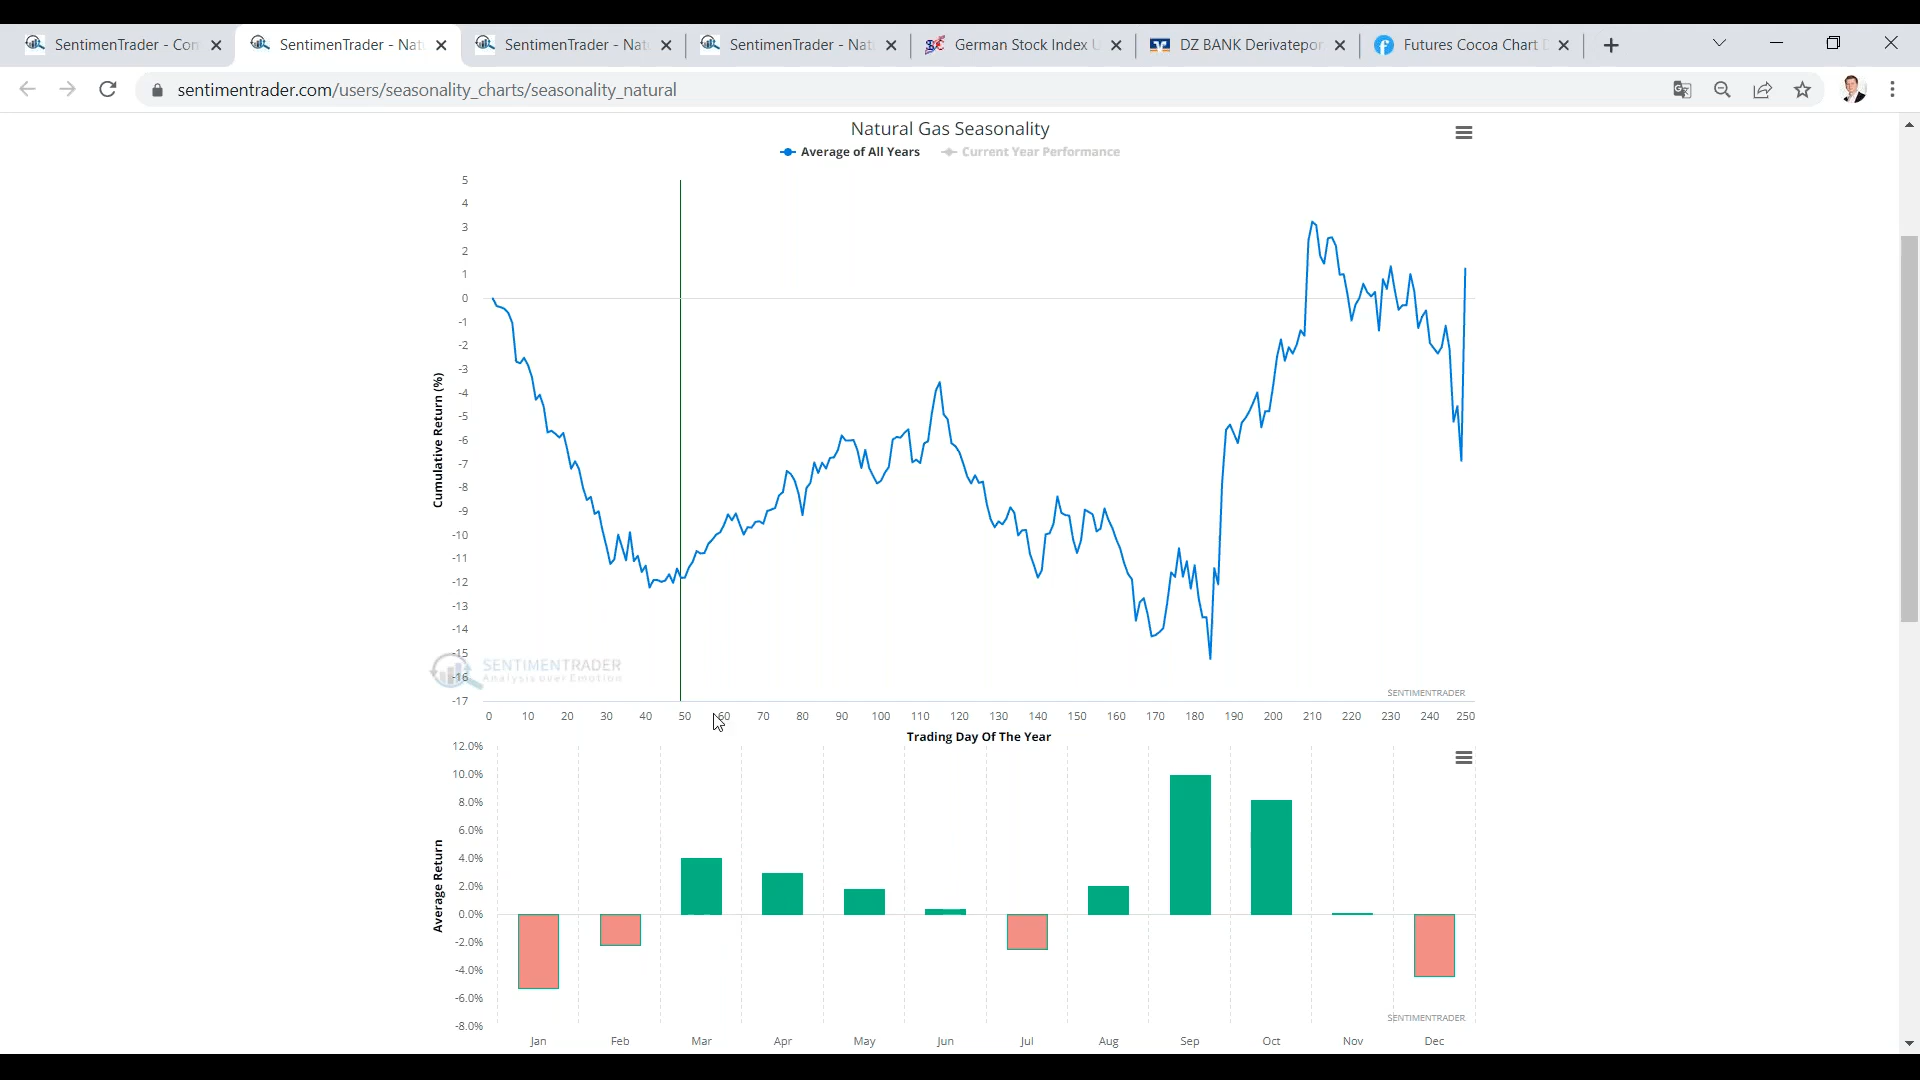 SentimenTrader - Con
SentimenTrader - Nat
SentimenTrader - Nat
SentimenTrader - Nat
German Stock Index U
DZ BANK Derivatepor
Futures Cocoa Chart D
sentimentrader.com/users/seasonality_charts/seasonality_natural
Natural Gas Seasonality
Average of All Years Current Year Performance
5
4
3
2
1
0
-1
-2
-3
-4
-5
-6
-7
-8
-9
-10
-11
-12
-13
-14
-15
-16
-17
Cumulative Return (%)
SENTIMENTRADER
Analysis over Emotion
SENTIMENTRADER
0 10 20 30 40 50 60 70 80 90 100 110 120 130 140 150 160 170 180 190 200 210 220 230 240 250
Trading Day Of The Year
12.0%
10.0%
8.0%
6.0%
4.0%
2.0%
0.0%
-2.0%
-4.0%
-6.0%
-8.0%
Average Return
SENTIMENTRADER
Jan Feb Mar Apr May Jun Jul Aug Sep Oct Nov Dec